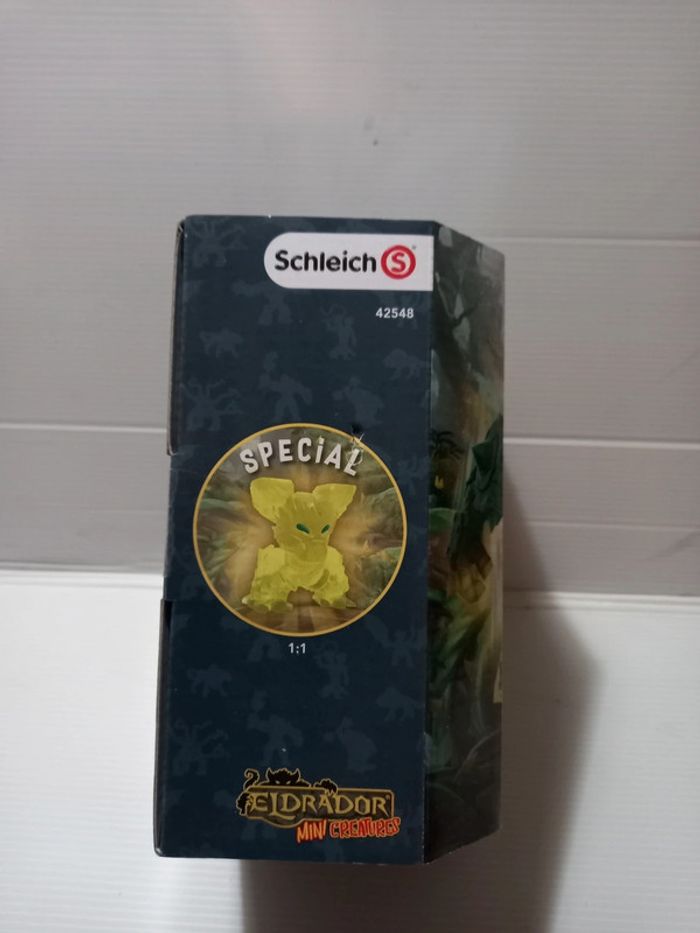 Schleich S
42548
SPECiAL
1:1
ELDRADOR®
MINI CREATURES